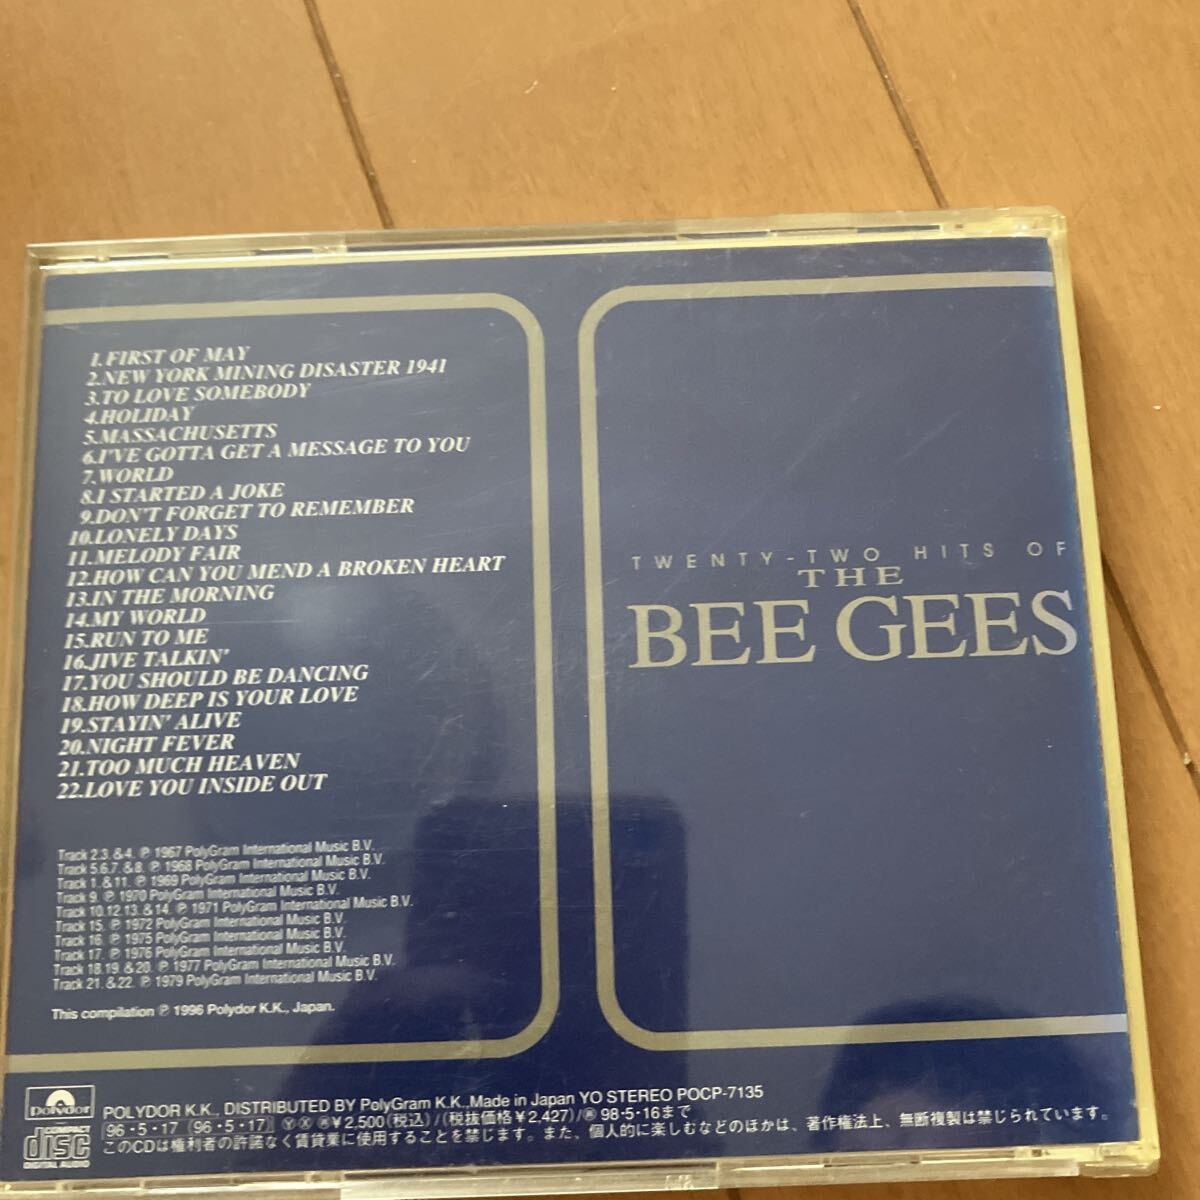 1.FIRST OF MAY
2.NEW YORK MINING DISASTER 1941
3.TO LOVE SOMEBODY
4.HOLIDAY
5.MASSACHUSETTS
6.I'VE GOTTA GET A MESSAGE TO YOU
7.WORLD
8.I STARTED A JOKE
9.DON'T FORGET TO REMEMBER
10.LONELY DAYS
11.MELODY FAIR
12.HOW CAN YOU MEND A BROKEN HEART
13.IN THE MORNING
14.MY WORLD
15.RUN TO ME
16.JIVE TALKIN'
17.YOU SHOULD BE DANCING
18.HOW DEEP IS YOUR LOVE
19.STAYIN' ALIVE
20.NIGHT FEVER
21.TOO MUCH HEAVEN
22.LOVE YOU INSIDE OUT
Track 2.3. &4. ℗ 1967 PolyGram International Music B.V.
Track 5.6.7. &8. ℗ 1968 PolyGram International Music B.V.
Track 1. &11. ℗ 1969 PolyGram International Music B.V.
Track 9. ℗ 1970 PolyGram International Music B.V.
Track 10.12.13. &14. ℗ 1971 PolyGram International Music B.V.
Track 15. ℗ 1972 PolyGram International Music B.V.
Track 16. ℗ 1975 PolyGram International Music B.V.
Track 17. ℗ 1976 PolyGram International Music B.V.
Track 18.19. &20. ℗ 1977 PolyGram International Music B.V.
Track 21. &22. ℗ 1979 PolyGram International Music B.V.
This compilation ℗ 1996 Polydor K.K., Japan.
TWENTY-TWO HITS OF
THE
BEE GEES
Polydor
COMPACT
disc
DIGITAL AUDIO
POLYDOR K.K., DISTRIBUTED BY PolyGram K.K.,Made in Japan YO STEREO POCP-7135
96・5・17 (96・5・17) Ⓨ Ⓧ ¥2,500(税込)/(税抜価格¥2,427)/ 98・5・16まで
このCDは権利者の許諾なく賃貸業に使用することを禁じます。また、個人的に楽しむなどのほかは、著作権法上、無断複製は禁じられています。